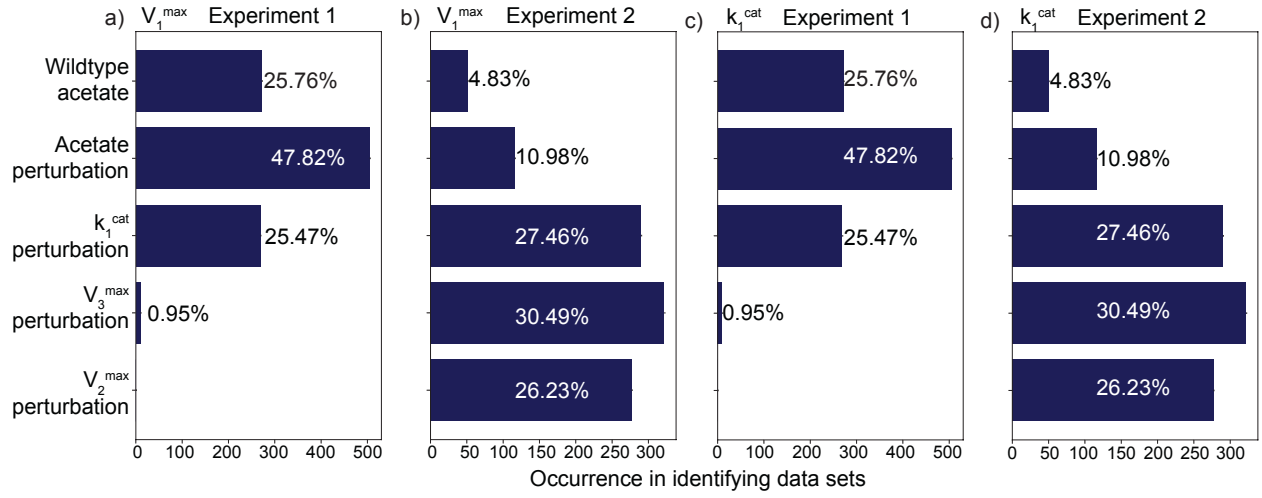 a) V₁ᵐᵃˣ Experiment 1
b) V₁ᵐᵃˣ Experiment 2
c) k₁ᶜᵃᵗ Experiment 1
d) k₁ᶜᵃᵗ Experiment 2
Wildtype
acetate
25.76%
4.83%
25.76%
4.83%
Acetate
perturbation
47.82%
10.98%
47.82%
10.98%
k₁ᶜᵃᵗ
perturbation
25.47%
27.46%
25.47%
27.46%
V₃ᵐᵃˣ
perturbation
0.95%
30.49%
0.95%
30.49%
V₂ᵐᵃˣ
perturbation
26.23%
26.23%
0 100 200 300 400 500
0 50 100 150 200 250 300
0 100 200 300 400 500
0 50 100 150 200 250 300
Occurrence in identifying data sets